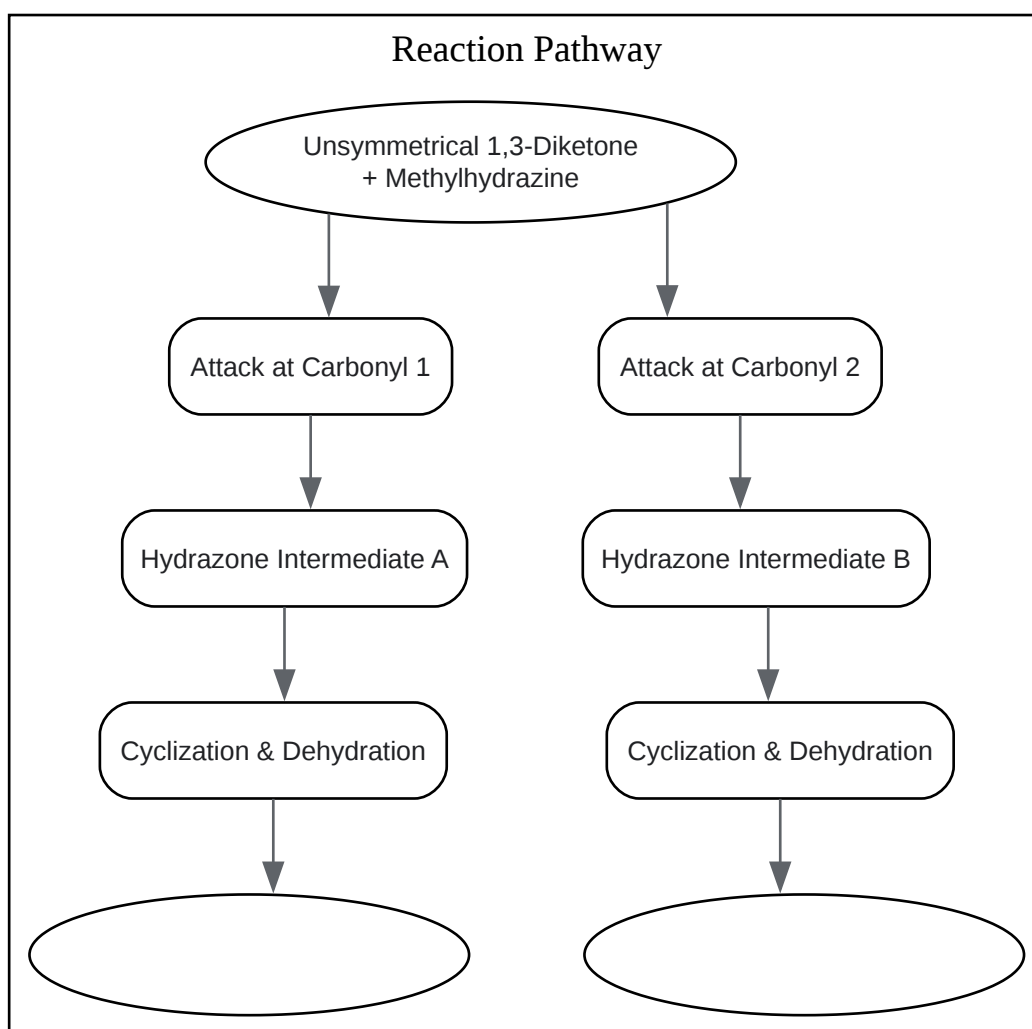 Reaction Pathway
Unsymmetrical 1,3-Diketone
+ Methylhydrazine
Attack at Carbonyl 1
Attack at Carbonyl 2
Hydrazone Intermediate A
Hydrazone Intermediate B
Cyclization & Dehydration
Cyclization & Dehydration